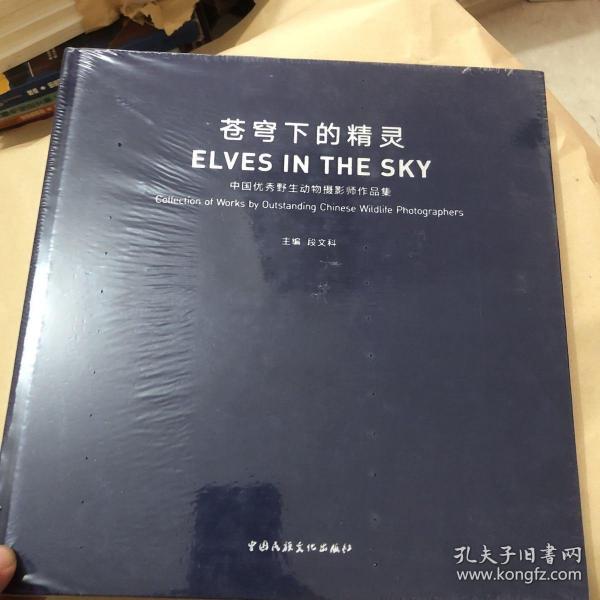 苍穹下的精灵
ELVES IN THE SKY
中国优秀野生动物摄影师作品集
Collection of Works by Outstanding Chinese Wildlife Photographers
主编 段文科
中国民族文化出版社
孔夫子旧书网
www.kongfz.com